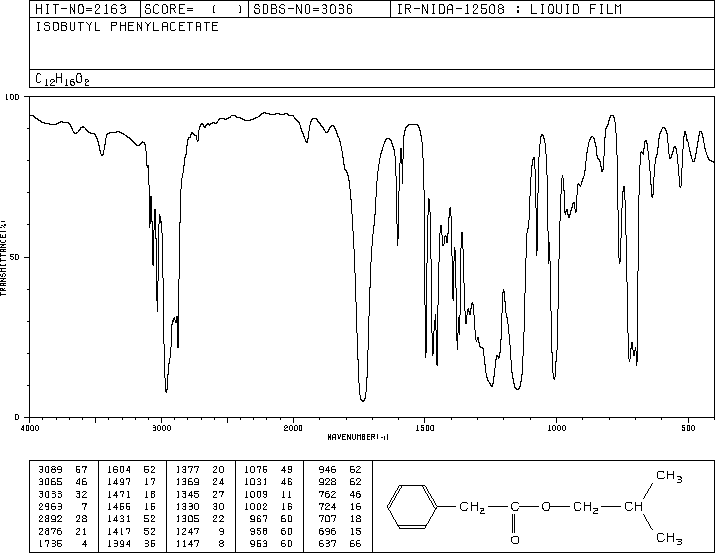 HIT-NO=2163 SCORE= ( ) SDBS-NO=3036 IR-NIDA-12508 : LIQUID FILM
ISOBUTYL PHENYLACETATE
C12H16O2
100
50
0
TRANSMITTANCE(%)
4000 3000 2000 1500 1000 500
WAVENUMBER(-1)
3089 57 1604 52 1377 20 1076 49 946 62
3065 46 1497 17 1369 24 1031 46 928 62
3033 32 1471 18 1345 27 1009 11 762 46
2963 7 1455 16 1330 30 1002 16 724 16
2892 28 1431 52 1305 22 967 60 707 18
2876 21 1417 52 1247 9 958 60 696 15
1736 4 1394 36 1147 8 953 60 637 66
CH3
CH2 C O CH2 CH
O
CH3